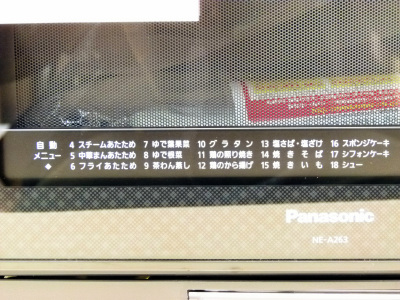 自動 4 スチームあたため 7 ゆで葉果菜 10 グラタン 13 塩さば・塩ざけ 16 スポンジケーキ
メニュー 5 中華まんあたため 8 ゆで根菜 11 鶏の照り焼き 14 焼きそば 17 シフォンケーキ
6 フライあたため 9 茶わん蒸し 12 鶏のから揚げ 15 焼きいも 18 シュー
Panasonic
NE-A263